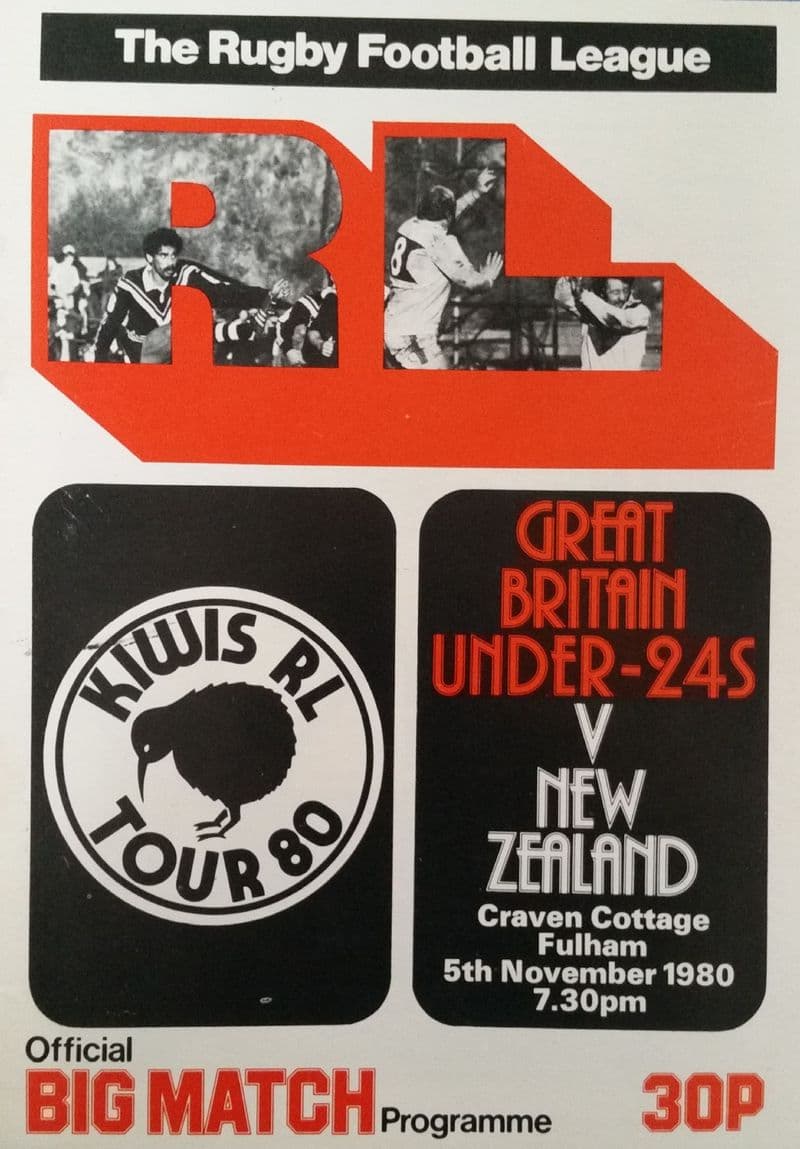 The Rugby Football League
RL
8
KIWIS RL
TOUR 80
GREAT
BRITAIN
UNDER-24S
V
NEW
ZEALAND
Craven Cottage
Fulham
5th November 1980
7.30pm
Official
BIG MATCH Programme
30P